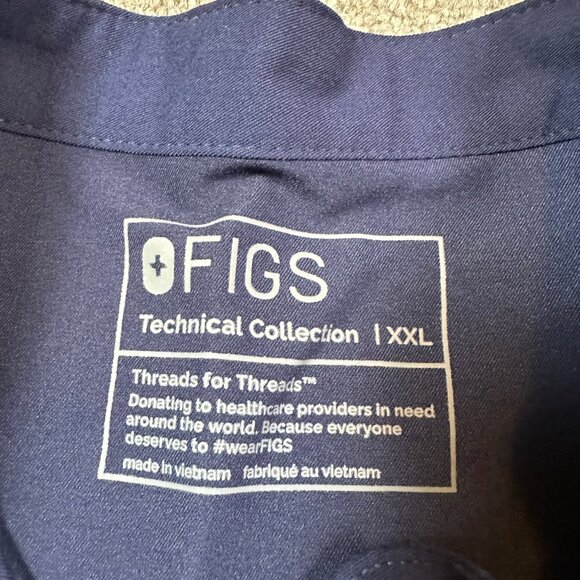 FIGS
Technical Collection | XXL
Threads for Threads™
Donating to healthcare providers in need
around the world. Because everyone
deserves to #wearFIGS
made in vietnam fabriqué au vietnam